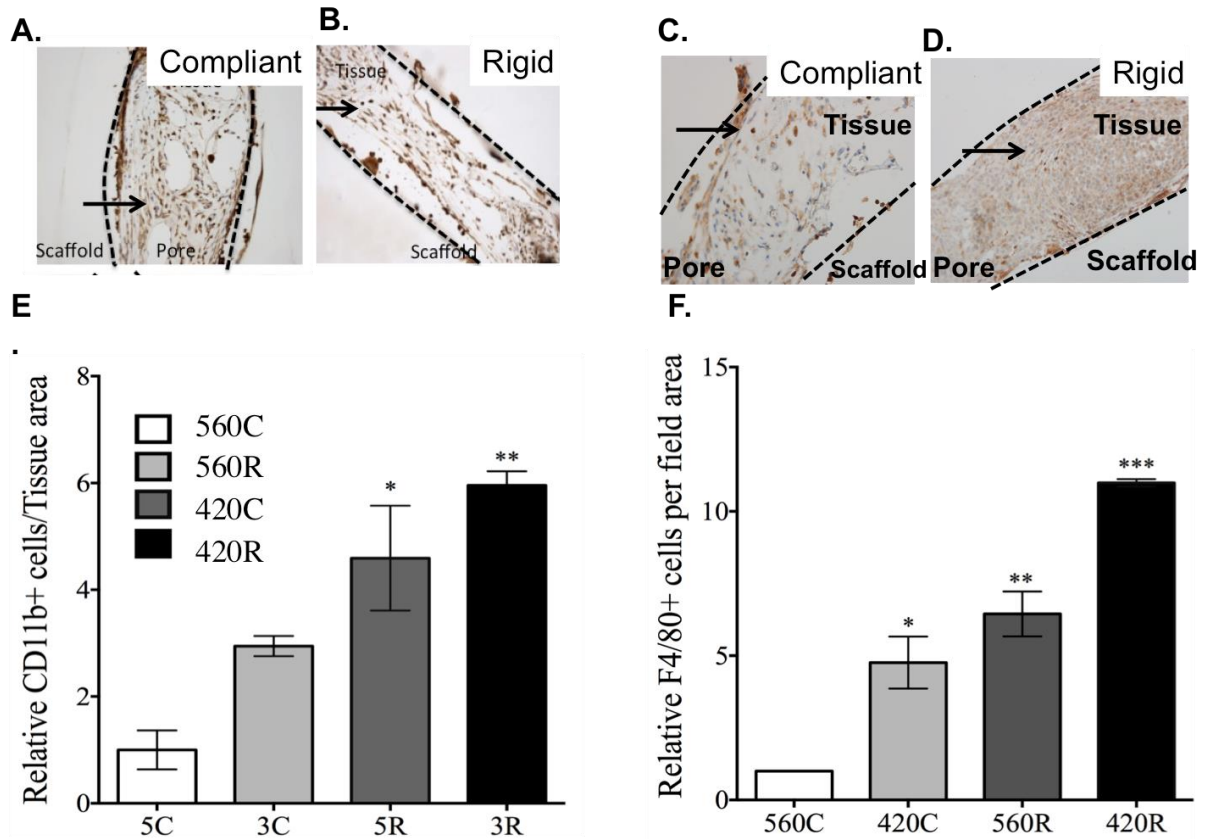 A.
B.
C.
D.
Compliant
Rigid
Compliant
Rigid
Tissue
Tissue
Tissue
Scaffold
Pore
Scaffold
Pore
Scaffold
Pore
Scaffold
E
.
F.
Relative CD11b+ cells/Tissue area
8
6
4
2
0
560C
560R
420C
420R
*
**
5C
3C
5R
3R
Relative F4/80+ cells per field area
15
10
5
0
*
**
***
560C
420C
560R
420R